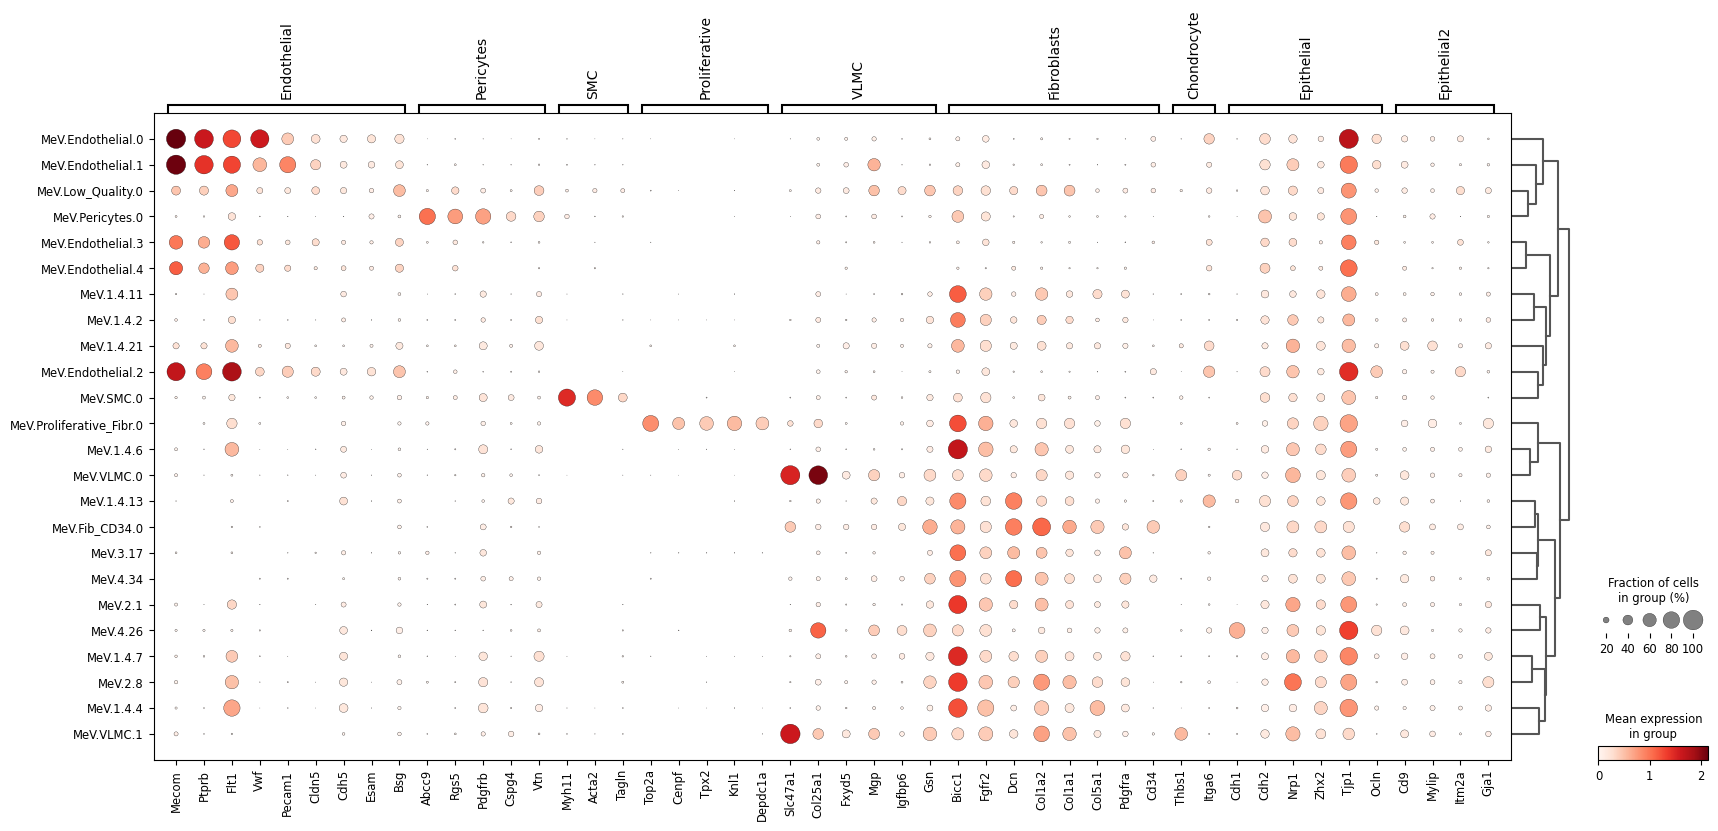 Endothelial
Pericytes
SMC
Proliferative
VLMC
Fibroblasts
Chondrocyte
Epithelial
Epithelial2
MeV.Endothelial.0
MeV.Endothelial.1
MeV.Low_Quality.0
MeV.Pericytes.0
MeV.Endothelial.3
MeV.Endothelial.4
MeV.1.4.11
MeV.1.4.2
MeV.1.4.21
MeV.Endothelial.2
MeV.SMC.0
MeV.Proliferative_Fibr.0
MeV.1.4.6
MeV.VLMC.0
MeV.1.4.13
MeV.Fib_CD34.0
MeV.3.17
MeV.4.34
MeV.2.1
MeV.4.26
MeV.1.4.7
MeV.2.8
MeV.1.4.4
MeV.VLMC.1
Mecom
Ptprb
Flt1
Vwf
Pecam1
Cldn5
Cdh5
Esam
Bsg
Abcc9
Rgs5
Pdgfrb
Cspg4
Vtn
Myh11
Acta2
Tagln
Top2a
Cenpf
Tpx2
Knl1
Depdc1a
Slc47a1
Col25a1
Fxyd5
Mgp
Igfbp6
Gsn
Bicc1
Fgfr2
Dcn
Col1a2
Col1a1
Col5a1
Pdgfra
Cd34
Thbs1
Itga6
Cdh1
Cdh2
Nrp1
Zhx2
Tjp1
Ocln
Cd9
Mylip
Itm2a
Gja1
Fraction of cells
in group (%)
20 40 60 80 100
Mean expression
in group
0 1 2